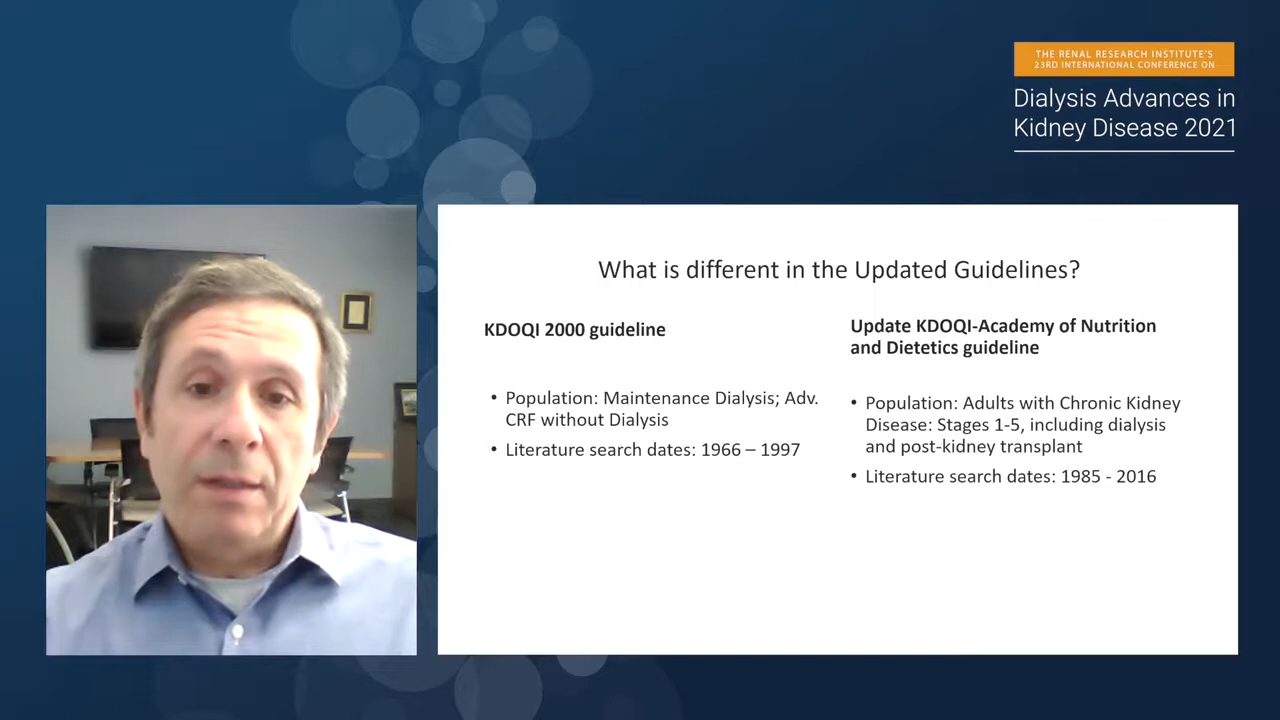 THE RENAL RESEARCH INSTITUTE'S
23RD INTERNATIONAL CONFERENCE ON
Dialysis Advances in
Kidney Disease 2021
What is different in the Updated Guidelines?
KDOQI 2000 guideline
• Population: Maintenance Dialysis; Adv.
CRF without Dialysis
• Literature search dates: 1966 – 1997
Update KDOQI-Academy of Nutrition
and Dietetics guideline
• Population: Adults with Chronic Kidney
Disease: Stages 1-5, including dialysis
and post-kidney transplant
• Literature search dates: 1985 - 2016